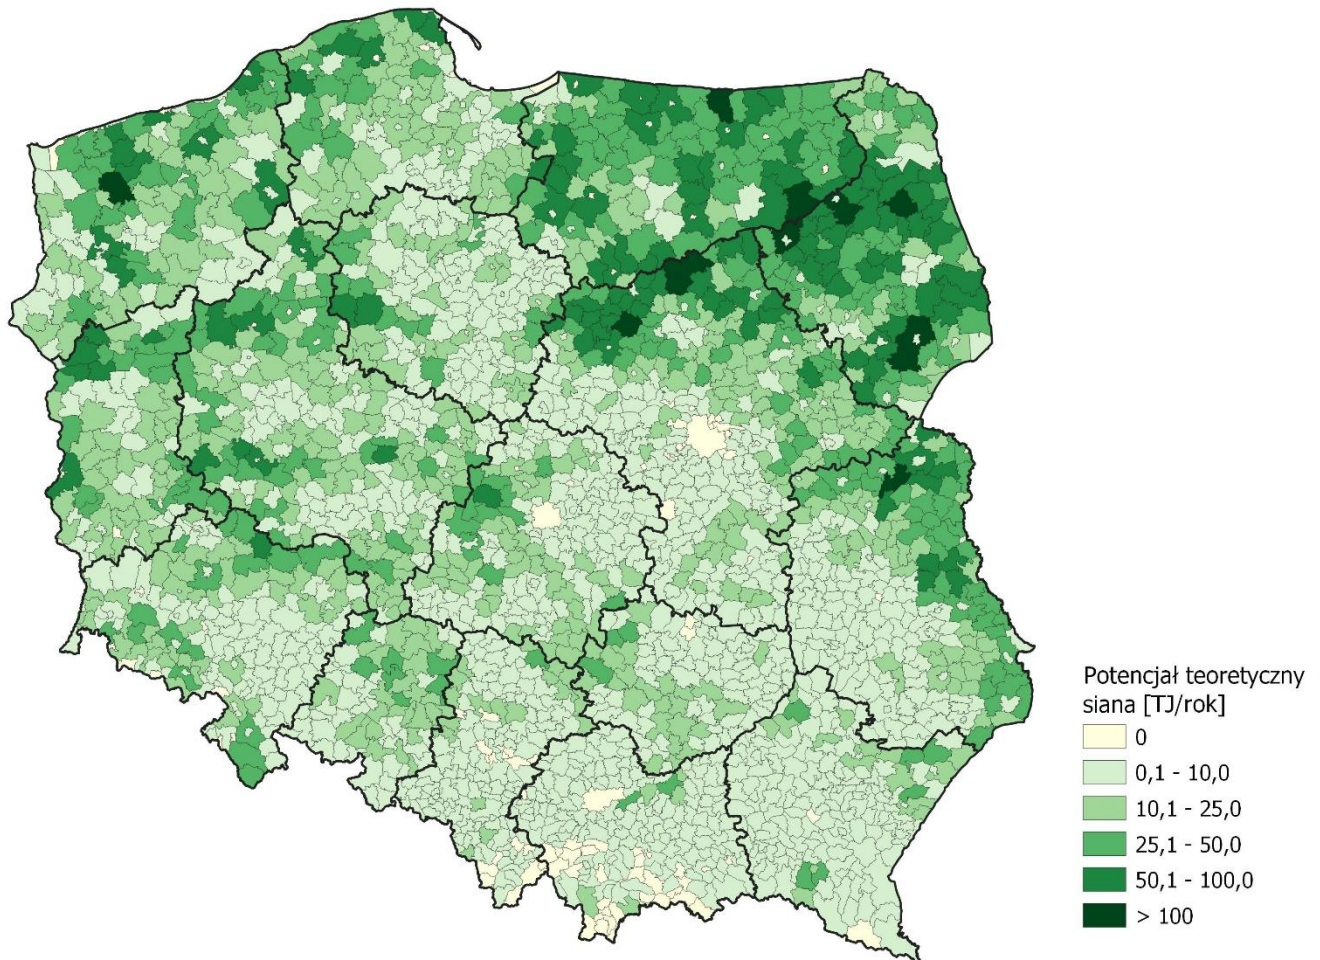 Potencjał teoretyczny
siana [TJ/rok]
0
0,1 - 10,0
10,1 - 25,0
25,1 - 50,0
50,1 - 100,0
> 100